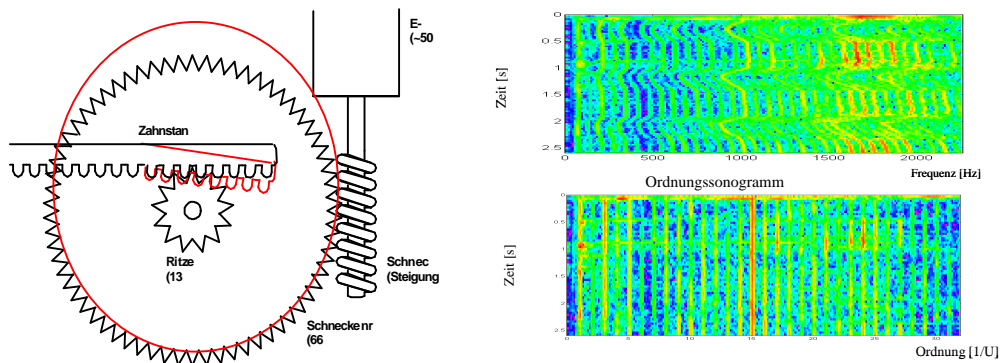 E-
(~50
Zahnstan
Ritze
(13
Schnec
(Steigung
Schneckenr
(66
Zeit [s]
0
0.5
1
1.5
2
2.5
0
500
1000
1500
2000
Frequenz [Hz]
Ordnungssonogramm
Zeit [s]
0
0.5
1
1.5
2
2.5
0
5
10
15
20
25
30
Ordnung [1/U]